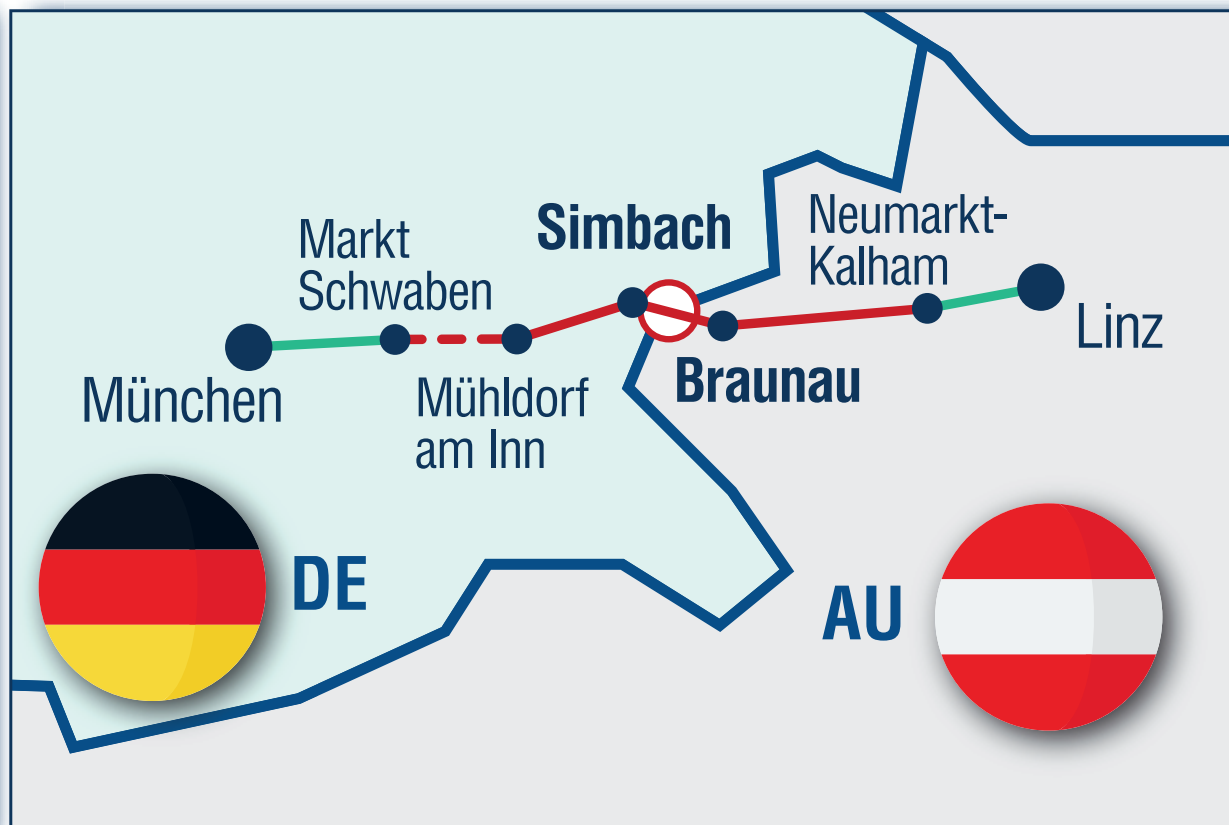 Markt
Schwaben
Simbach
Neumarkt-
Kalham
Linz
München
Mühldorf
am Inn
Braunau
DE
AU